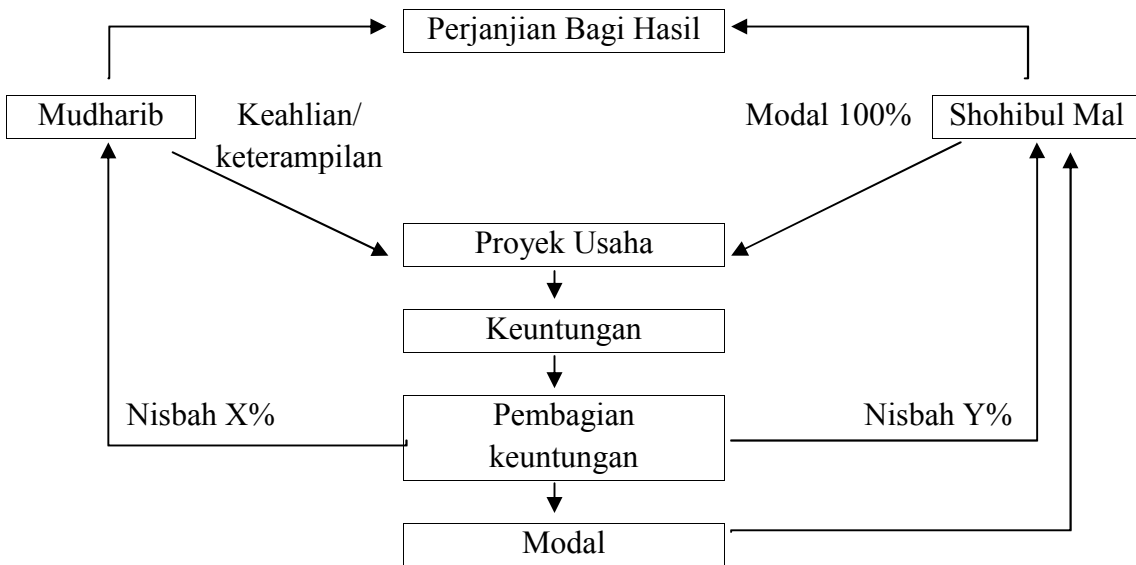 Perjanjian Bagi Hasil
Mudharib
Keahlian/
keterampilan
Modal 100%
Shohibul Mal
Proyek Usaha
Keuntungan
Nisbah X%
Pembagian
keuntungan
Nisbah Y%
Modal